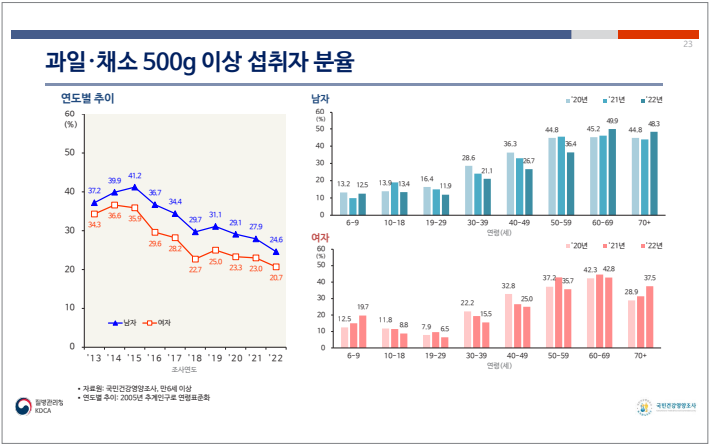 23
과일·채소 500g 이상 섭취자 분율
연도별 추이
60
(%)
50
40
30
20
10
0
37.2 39.9 41.2 36.7 34.4 29.7 31.1 29.1 27.9 24.6
34.3 36.6 35.9 29.6 28.2 22.7 25.0 23.3 23.0 20.7
남자 여자
'13 '14 '15 '16 '17 '18 '19 '20 '21 '22
조사연도
남자
'20년 '21년 '22년
60
(%)
50
40
30
20
10
0
13.2 12.5 13.9 13.4 16.4 11.9 28.6 21.1 36.3 26.7 44.8 36.4 45.2 49.9 44.8 48.3
6-9 10-18 19-29 30-39 40-49 50-59 60-69 70+
연령(세)
여자
'20년 '21년 '22년
60
(%)
50
40
30
20
10
0
12.5 19.7 11.8 8.8 7.9 6.5 22.2 15.5 32.8 25.0 37.2 35.7 42.3 42.8 28.9 37.5
6-9 10-18 19-29 30-39 40-49 50-59 60-69 70+
연령(세)
• 자료원: 국민건강영양조사, 만6세 이상
• 연도별 추이: 2005년 추계인구로 연령표준화
질병관리청
KDCA
국민건강영양조사